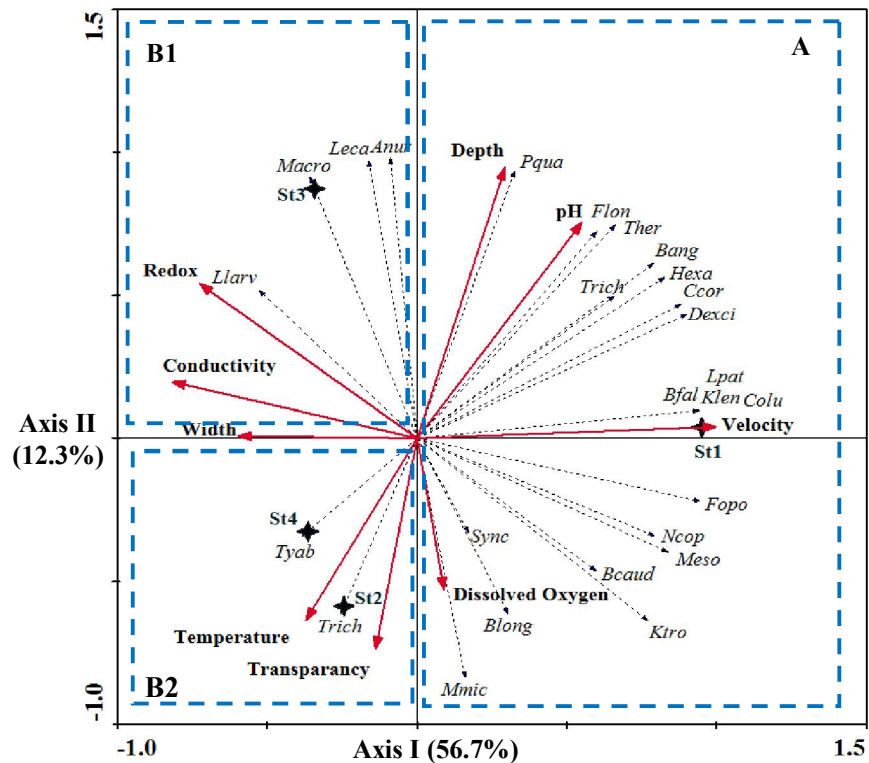 1.5
B1
A
Leca Anur
Macro
St3
Depth
Pqua
pH
Flon
Ther
Bang
Redox
Llarv
Trich
Hexa
Ccor
Dexci
Conductivity
Lpat
Bfal Klen Colu
Width
Velocity
Axis II
(12.3%)
St1
St4
Tyab
Sync
Fopo
Ncop
Meso
Bcaud
St2
Trich
Dissolved Oxygen
Blong
Temperature
Ktro
Transparancy
B2
Mmic
-1.0
-1.0
Axis I (56.7%)
1.5